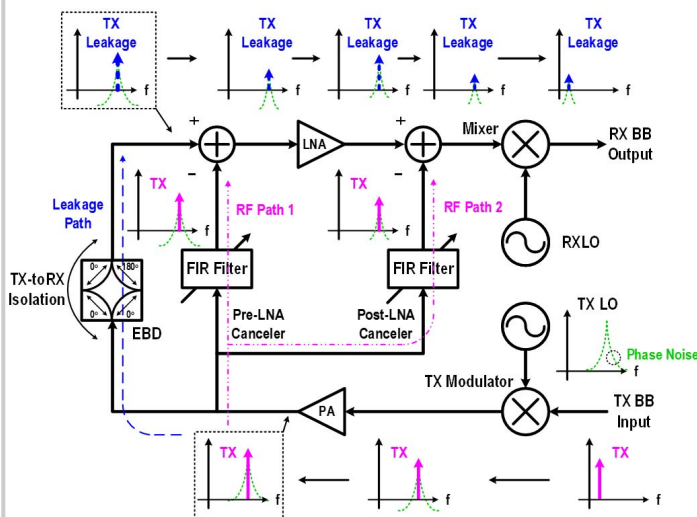 TX
Leakage
f
TX
Leakage
f
TX
Leakage
f
TX
Leakage
f
TX
Leakage
f
+
−
LNA
+
−
Mixer
RX BB
Output
TX
f
RF Path 1
TX
f
RF Path 2
RXLO
Leakage
Path
TX-to-RX
Isolation
0° 180°
0° 0°
EBD
FIR Filter
Pre-LNA
Canceler
FIR Filter
Post-LNA
Canceler
TX LO
Phase Noise
f
TX Modulator
PA
TX BB
Input
TX
f
TX
f
TX
f